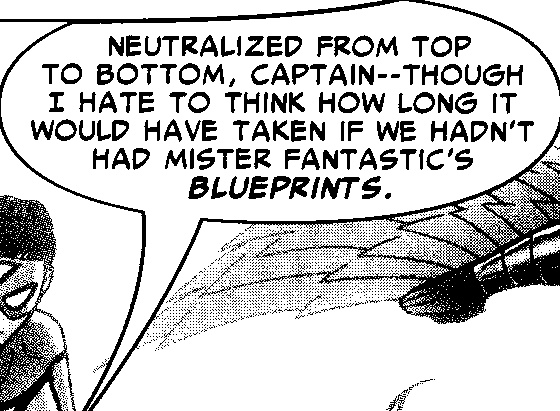 NEUTRALIZED FROM TOP
TO BOTTOM, CAPTAIN--THOUGH
I HATE TO THINK HOW LONG IT
WOULD HAVE TAKEN IF WE HADN'T
HAD MISTER FANTASTIC'S
BLUEPRINTS.